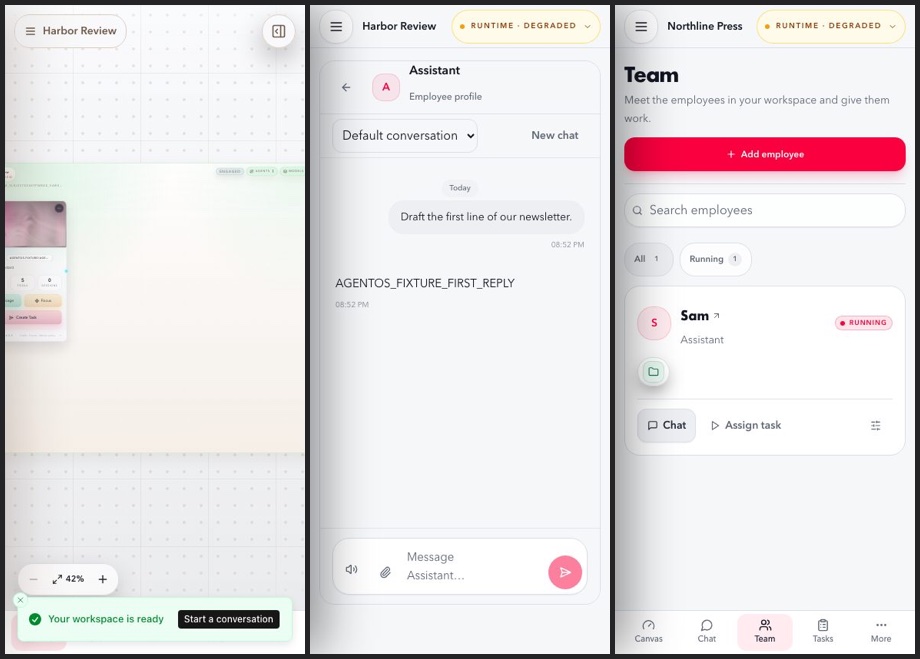 Harbor Review
42%
Your workspace is ready
Start a conversation
Harbor Review
RUNTIME · DEGRADED
A
Assistant
Employee profile
Default conversation
New chat
Today
Draft the first line of our newsletter.
08:52 PM
AGENTOS_FIXTURE_FIRST_REPLY
08:52 PM
Message
Assistant…
Northline Press
RUNTIME · DEGRADED
Team
Meet the employees in your workspace and give them
work.
Add employee
Search employees
All 1
Running 1
S
Sam
RUNNING
Assistant
Chat
Assign task
Canvas
Chat
Team
Tasks
More